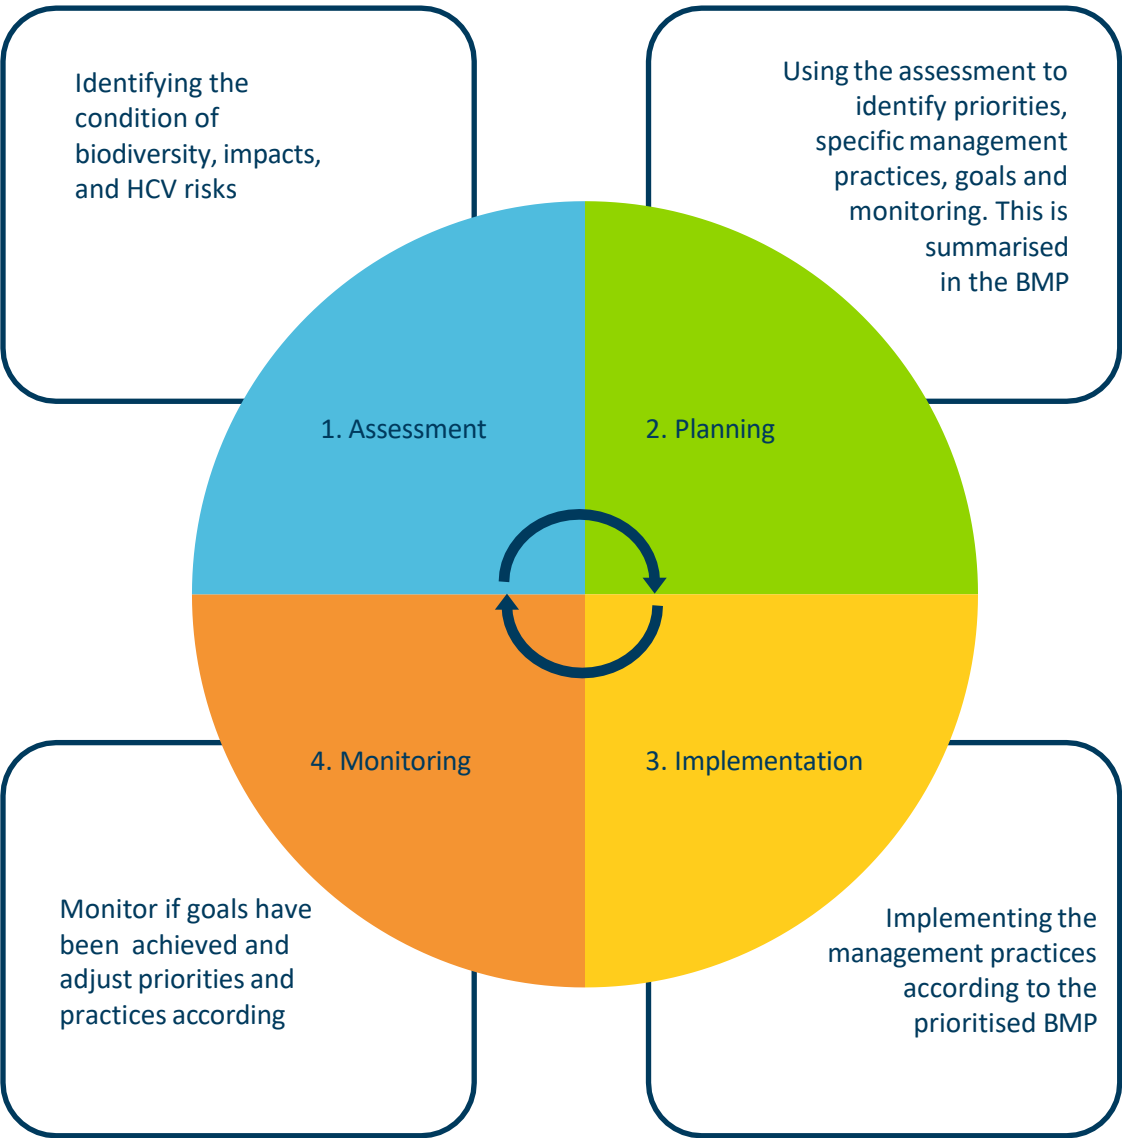 Identifying the
condition of
biodiversity, impacts,
and HCV risks
Using the assessment to
identify priorities,
specific management
practices, goals and
monitoring. This is
summarised
in the BMP
1. Assessment
2. Planning
4. Monitoring
3. Implementation
Monitor if goals have
been achieved and
adjust priorities and
practices according
Implementing the
management practices
according to the
prioritised BMP